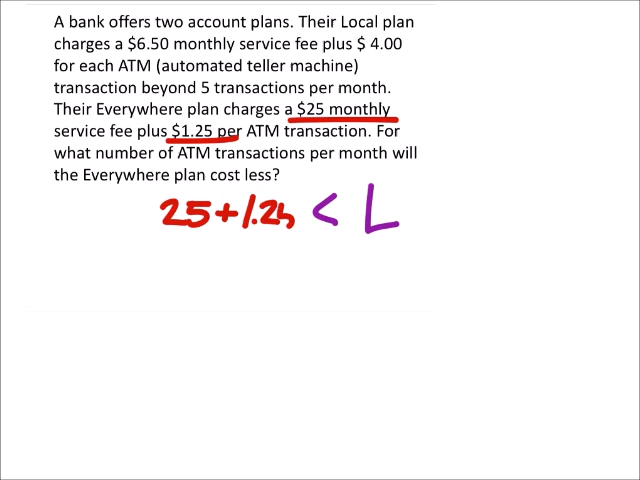 A bank offers two account plans. Their Local plan
charges a $6.50 monthly service fee plus $ 4.00
for each ATM (automated teller machine)
transaction beyond 5 transactions per month.
Their Everywhere plan charges a $25 monthly
service fee plus $1.25 per ATM transaction. For
what number of ATM transactions per month will
the Everywhere plan cost less?
25+1.25 < L